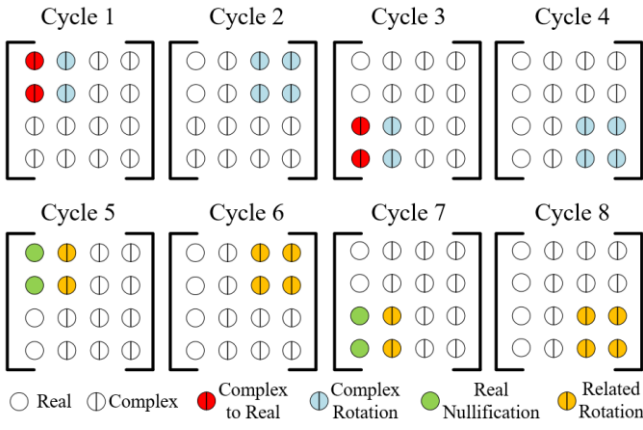 Cycle 1 Cycle 2 Cycle 3 Cycle 4
Cycle 5 Cycle 6 Cycle 7 Cycle 8
Real Complex Complex to Real Complex Rotation Real Nullification Related Rotation